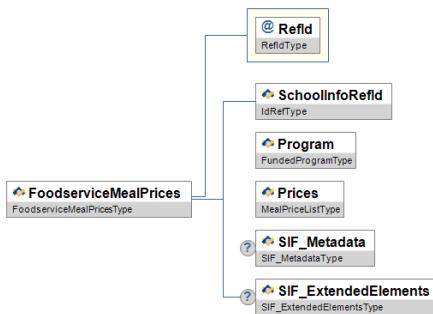 @ RefId
RefIdType
SchoolInfoRefId
IdRefType
Program
FundedProgramType
FoodserviceMealPrices
FoodserviceMealPricesType
Prices
MealPriceListType
? SIF_Metadata
SIF_MetadataType
? SIF_ExtendedElements
SIF_ExtendedElementsType